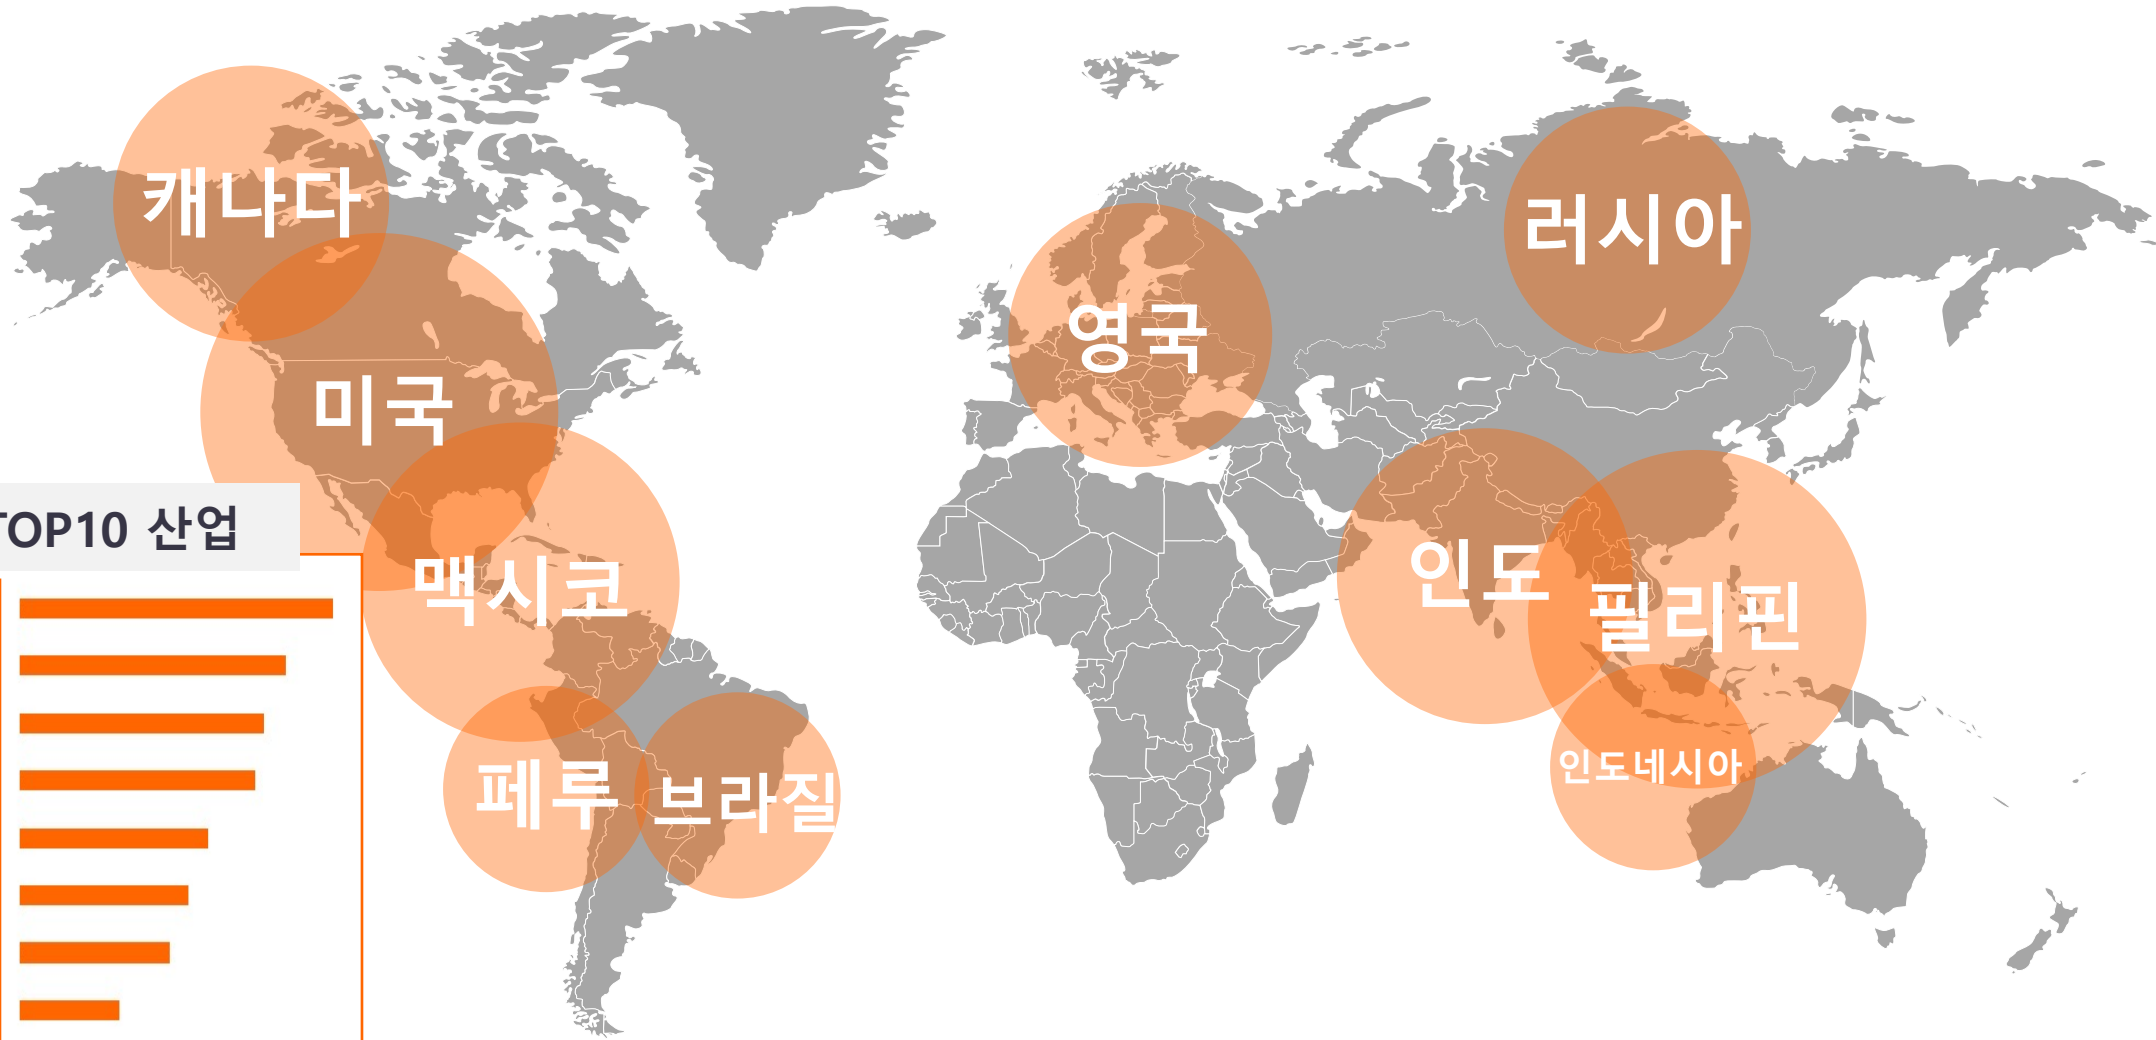 캐나다
러시아
영국
미국
TOP10 산업
인도
맥시코
필리핀
인도네시아
페루
브라질